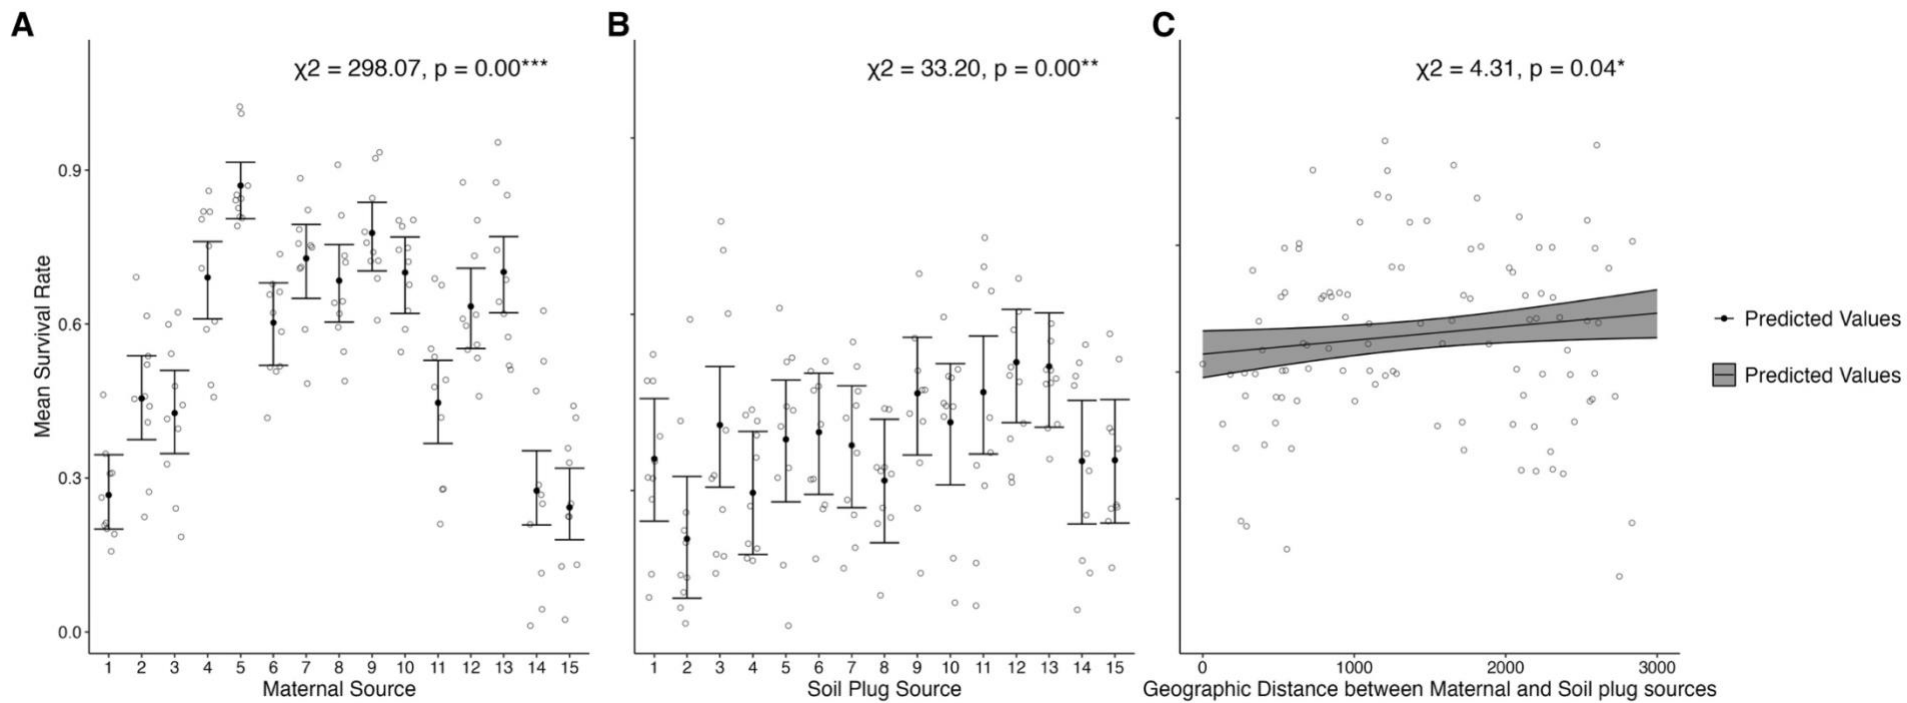 A
B
C
χ2 = 298.07, p = 0.00***
χ2 = 33.20, p = 0.00**
χ2 = 4.31, p = 0.04*
Mean Survival Rate
0.9
0.6
0.3
0.0
1 2 3 4 5 6 7 8 9 10 11 12 13 14 15
Maternal Source
1 2 3 4 5 6 7 8 9 10 11 12 13 14 15
Soil Plug Source
0 1000 2000 3000
Geographic Distance between Maternal and Soil plug sources
Predicted Values
Predicted Values